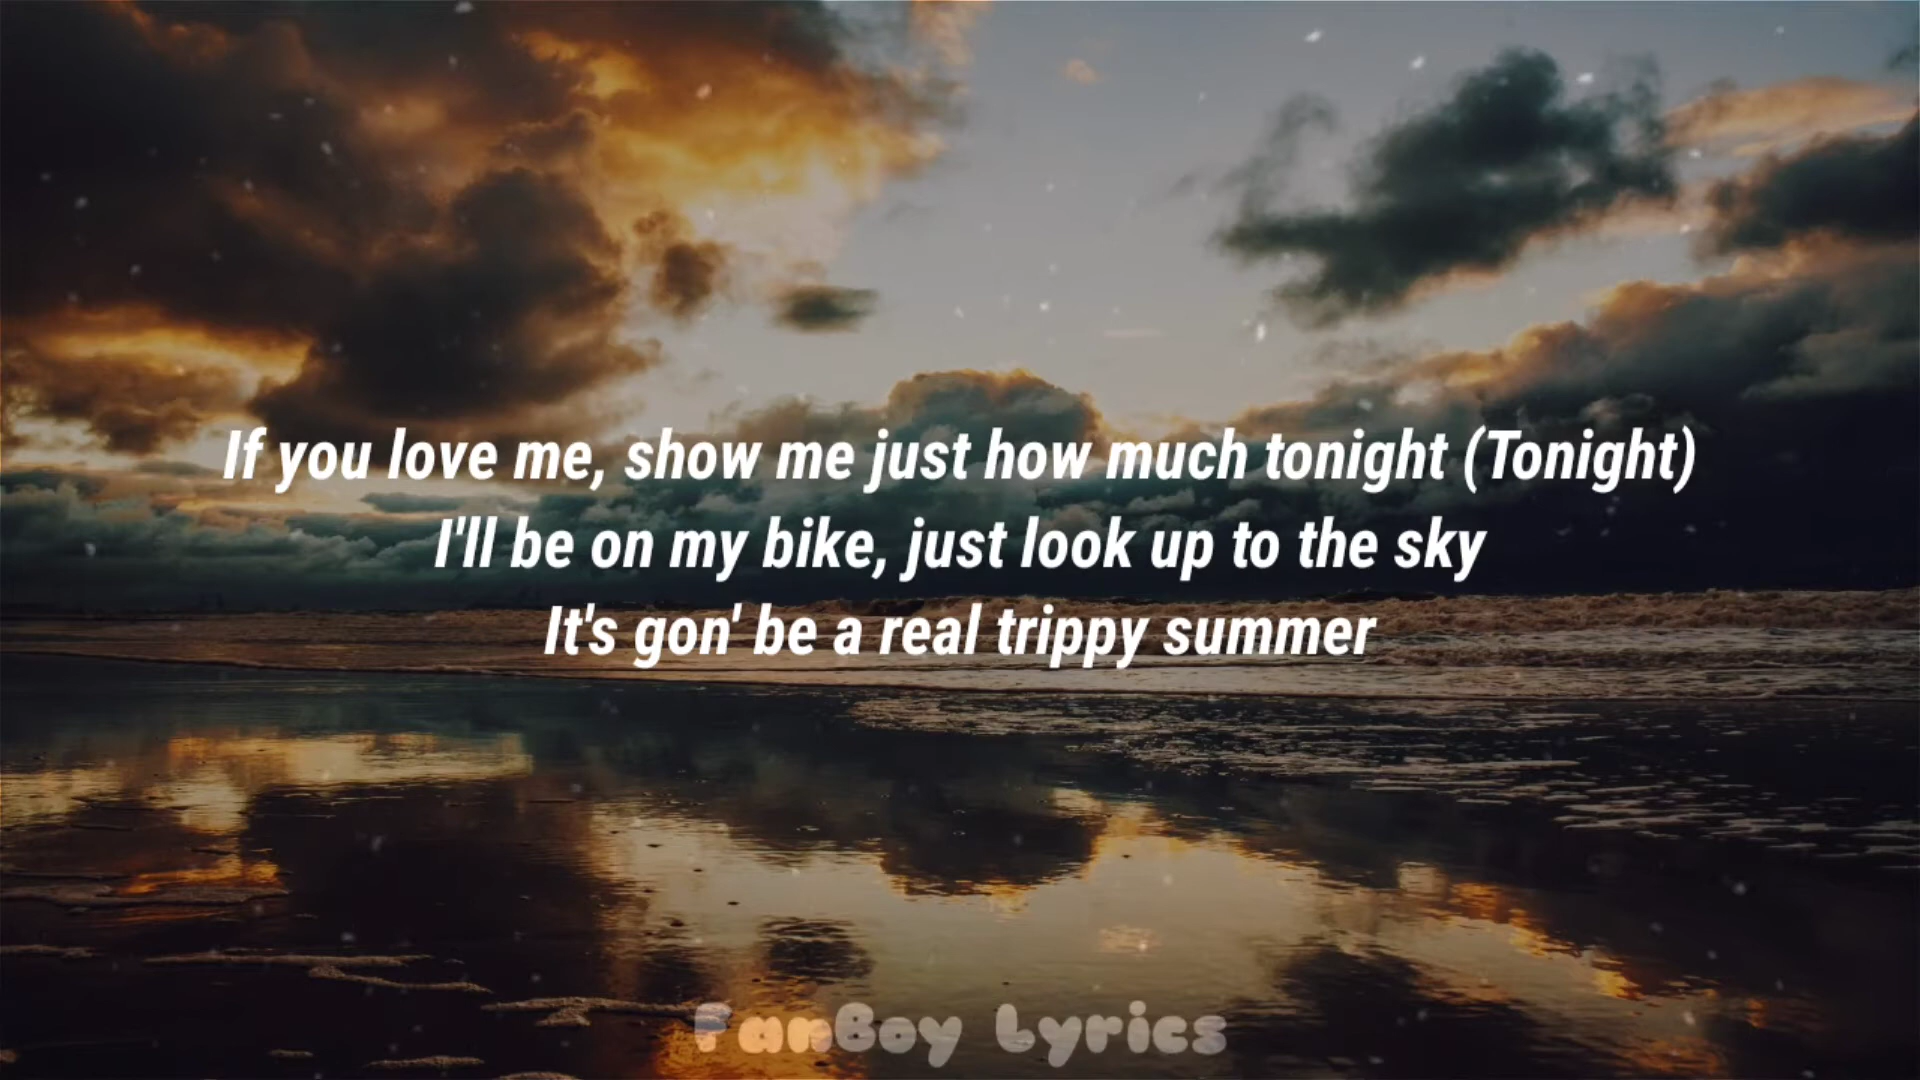 If you love me, show me just how much tonight (Tonight)
I'll be on my bike, just look up to the sky
It's gon' be a real trippy summer
FanBoy Lyrics